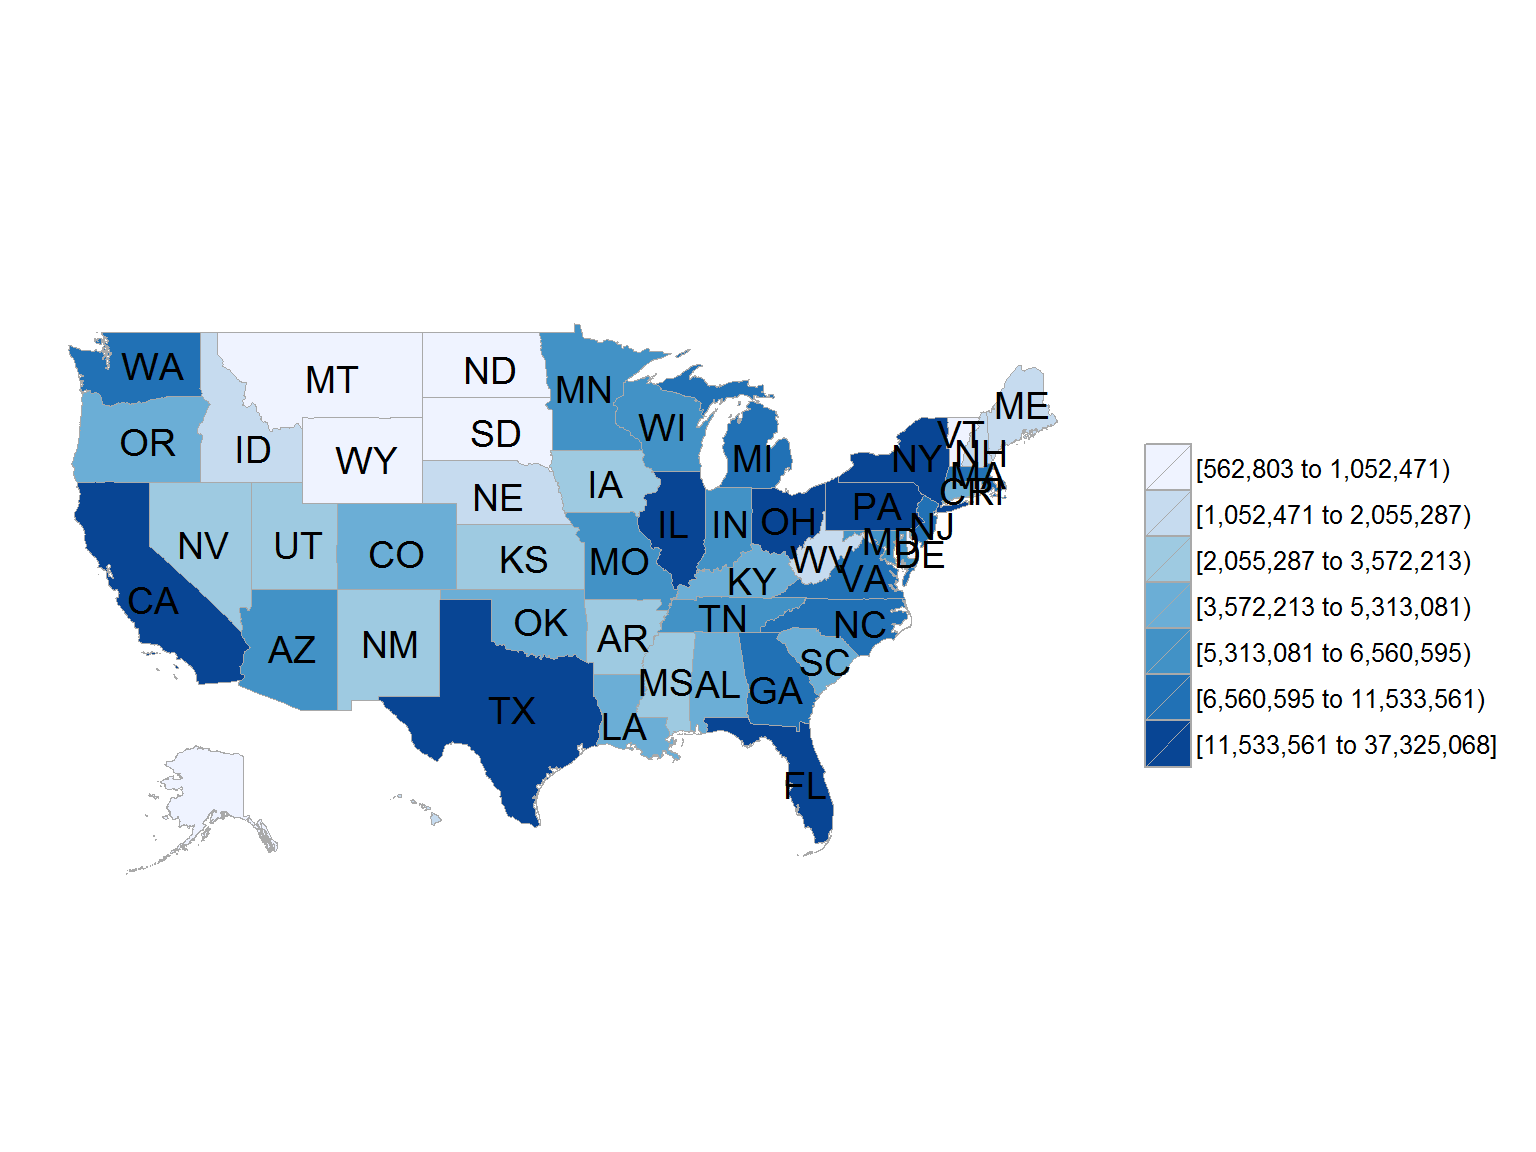 WA
MT
ND
MN
OR
ID
WY
SD
WI
MI
NE
IA
NY
VT
NH
MA
CT
RI
ME
NV
UT
CO
KS
MO
IL
IN
OH
PA
NJ
MD
DE
WV
VA
KY
CA
AZ
NM
OK
AR
TN
NC
SC
TX
LA
MS
AL
GA
FL
[562,803 to 1,052,471)
[1,052,471 to 2,055,287)
[2,055,287 to 3,572,213)
[3,572,213 to 5,313,081)
[5,313,081 to 6,560,595)
[6,560,595 to 11,533,561)
[11,533,561 to 37,325,068]